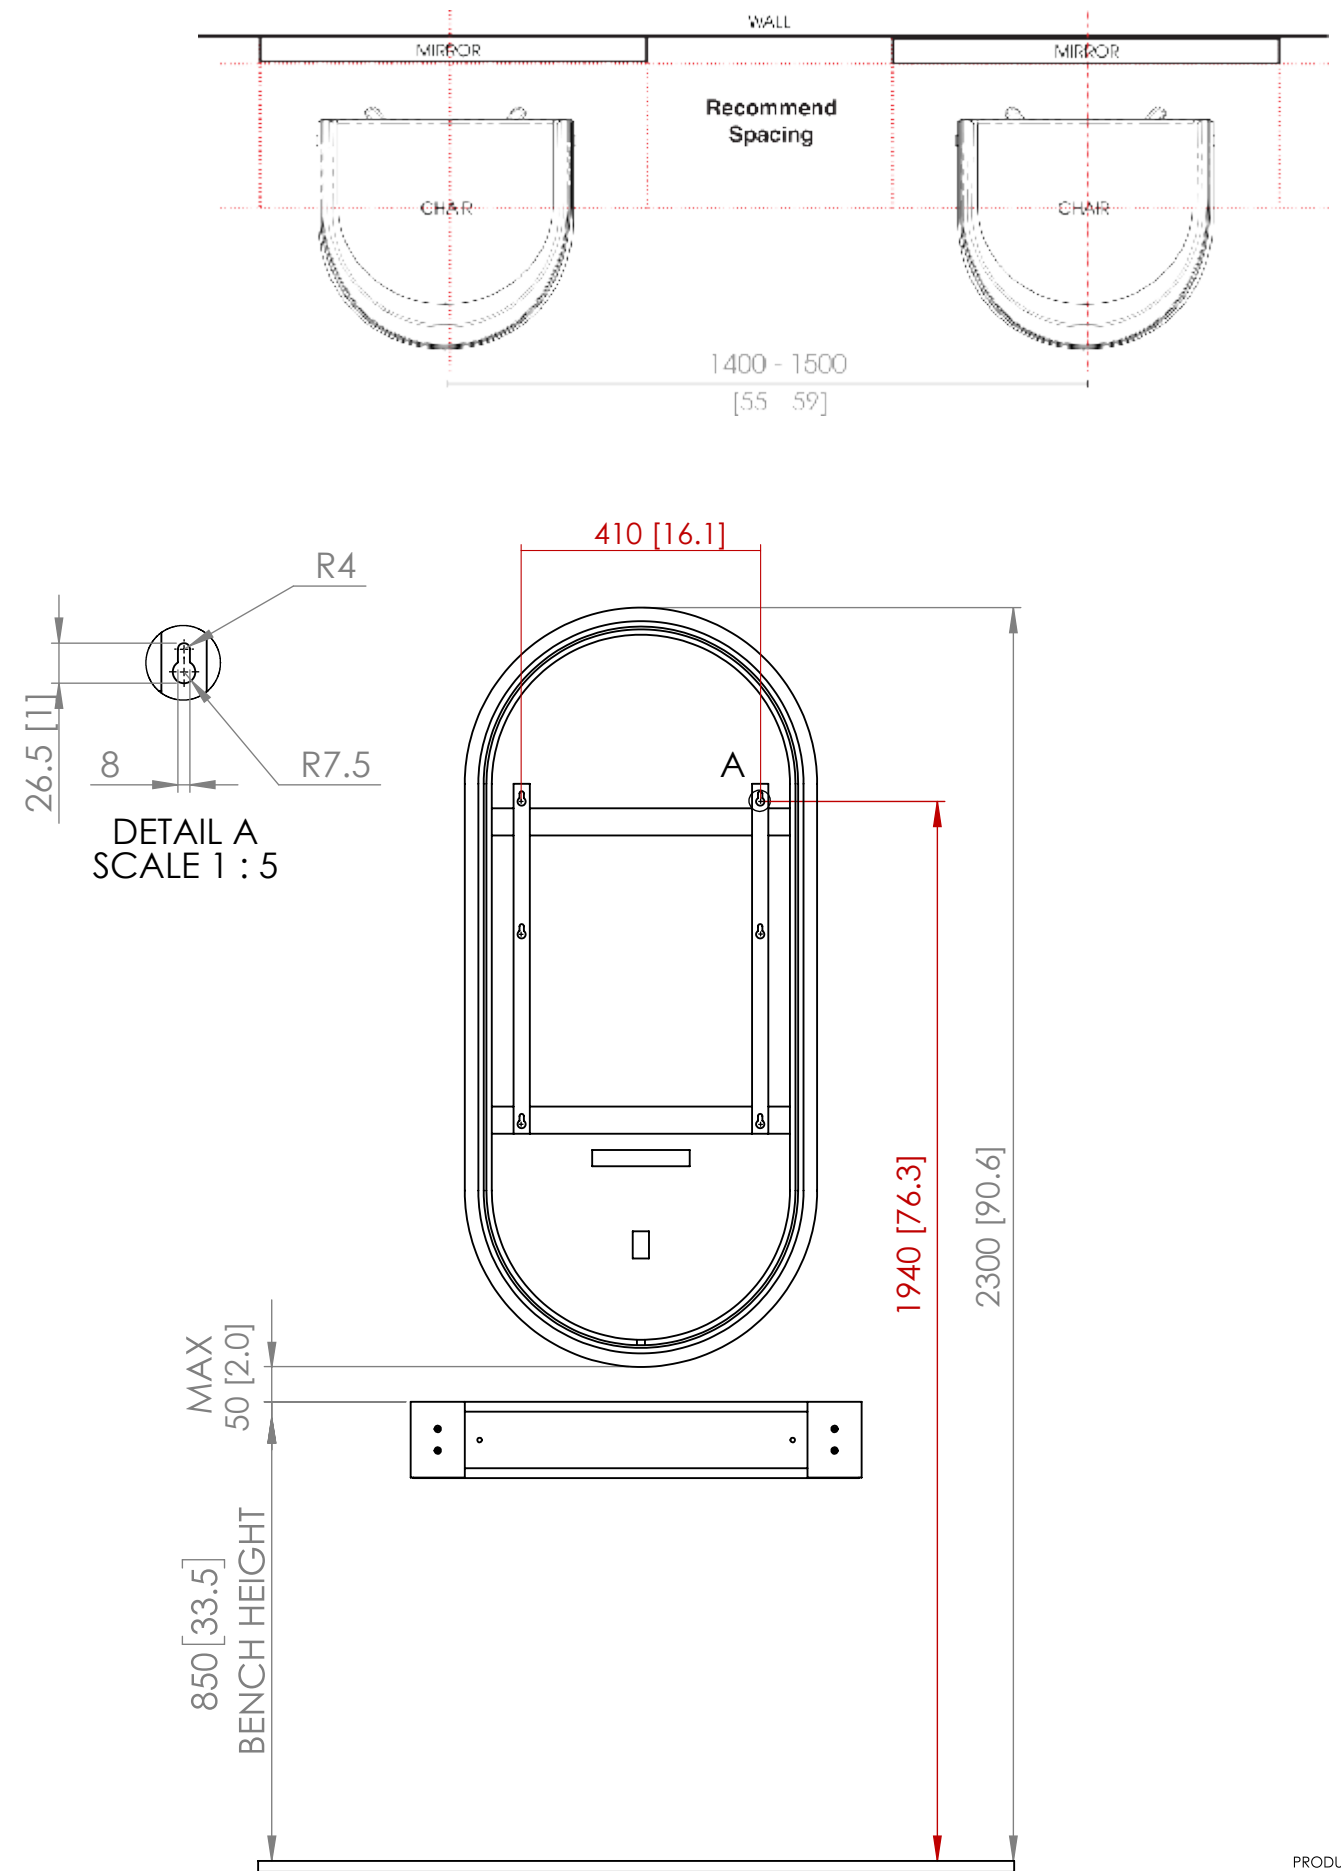 WALL
MIRROR
MIRROR
Recommend
Spacing
CHAIR
CHAIR
1400 - 1500
[55 59]
410 [16.1]
R4
26.5 [1]
8
R7.5
A
DETAIL A
SCALE 1 : 5
1940 [76.3]
2300 [90.6]
MAX
50 [2.0]
850 [33.5]
BENCH HEIGHT
PRODU